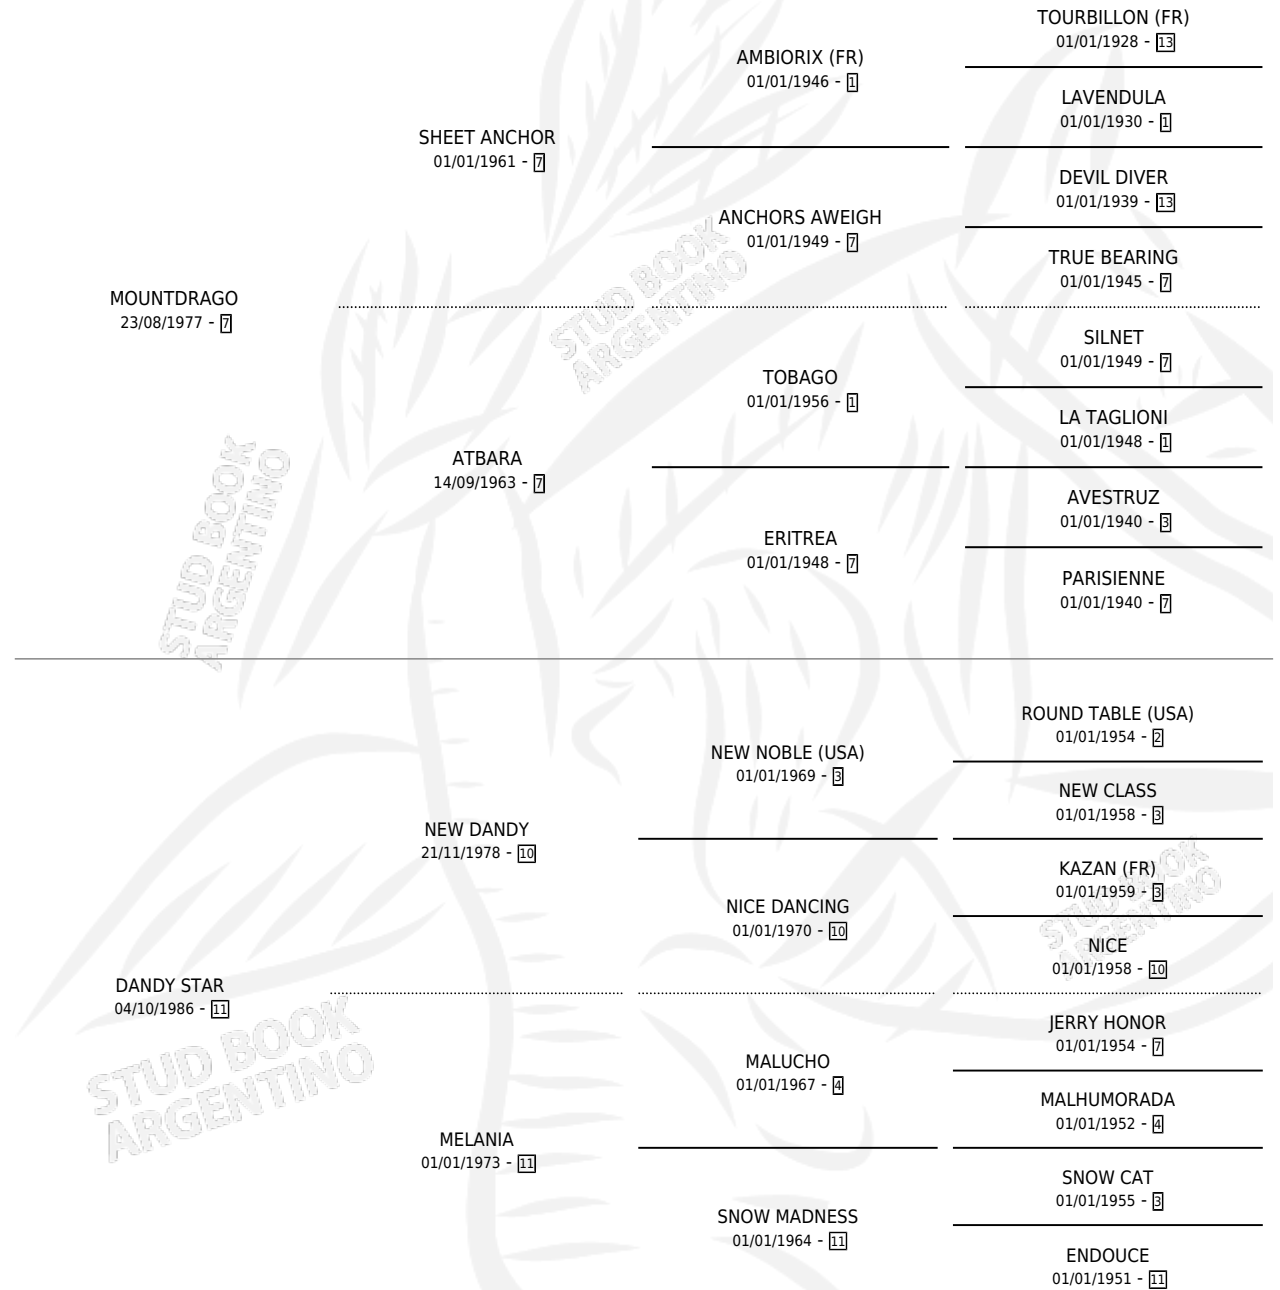 TOURBILLON (FR)
01/01/1928 - 13
AMBIORIX (FR)
01/01/1946 - 1
LAVENDULA
01/01/1930 - 1
SHEET ANCHOR
01/01/1961 - 7
DEVIL DIVER
01/01/1939 - 13
ANCHORS AWEIGH
01/01/1949 - 7
TRUE BEARING
01/01/1945 - 7
MOUNTDRAGO
23/08/1977 - 7
STUD BOOK
ARGENTINO
SILNET
01/01/1949 - 7
TOBAGO
01/01/1956 - 1
LA TAGLIONI
01/01/1948 - 1
ATBARA
14/09/1963 - 7
AVESTRUZ
01/01/1940 - 3
ERITREA
01/01/1948 - 7
PARISIENNE
01/01/1940 - 7
STUD BOOK
ARGENTINO
ROUND TABLE (USA)
01/01/1954 - 2
NEW NOBLE (USA)
01/01/1969 - 3
NEW CLASS
01/01/1958 - 3
NEW DANDY
21/11/1978 - 10
KAZAN (FR)
01/01/1959 - 3
STUD BOOK
ARGENTINO
NICE DANCING
01/01/1970 - 10
NICE
01/01/1958 - 10
DANDY STAR
04/10/1986 - 11
STUD BOOK
ARGENTINO
JERRY HONOR
01/01/1954 - 7
MALUCHO
01/01/1967 - 4
MALHUMORADA
01/01/1952 - 4
MELANIA
01/01/1973 - 11
SNOW CAT
01/01/1955 - 3
SNOW MADNESS
01/01/1964 - 11
ENDOUCE
01/01/1951 - 11